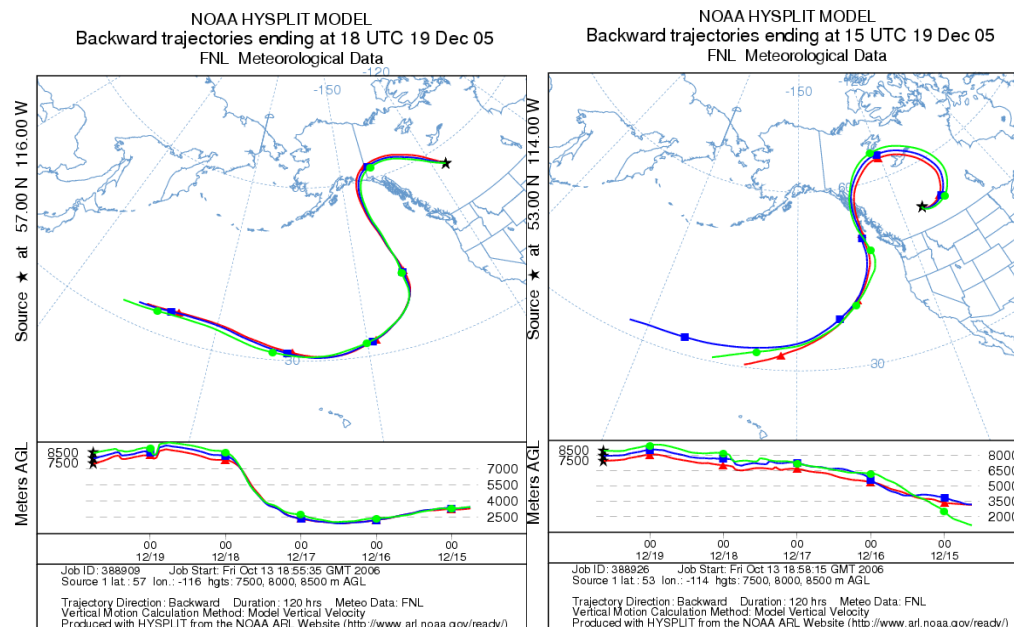 NOAA HYSPLIT MODEL
Backward trajectories ending at 18 UTC 19 Dec 05
FNL Meteorological Data
Source ★ at 57.00 N 116.00 W
-120
-150
60
30
Meters AGL
8500
7500
7000
5500
4000
2500
00 00 00 00 00
12/19 12/18 12/17 12/16 12/15
Job ID: 388909 Job Start: Fri Oct 13 18:55:35 GMT 2006
Source 1 lat.: 57 lon.: -116 hgts: 7500, 8000, 8500 m AGL
Trajectory Direction: Backward Duration: 120 hrs Meteo Data: FNL
Vertical Motion Calculation Method: Model Vertical Velocity
Produced with HYSPLIT from the NOAA ARL Website (http://www.arl.noaa.gov/ready/)
NOAA HYSPLIT MODEL
Backward trajectories ending at 15 UTC 19 Dec 05
FNL Meteorological Data
Source ★ at 53.00 N 114.00 W
-150
60
30
Meters AGL
8500
7500
8000
6500
5000
3500
2000
00 00 00 00 00
12/19 12/18 12/17 12/16 12/15
Job ID: 388926 Job Start: Fri Oct 13 18:58:15 GMT 2006
Source 1 lat.: 53 lon.: -114 hgts: 7500, 8000, 8500 m AGL
Trajectory Direction: Backward Duration: 120 hrs Meteo Data: FNL
Vertical Motion Calculation Method: Model Vertical Velocity
Produced with HYSPLIT from the NOAA ARL Website (http://www.arl.noaa.gov/ready/)